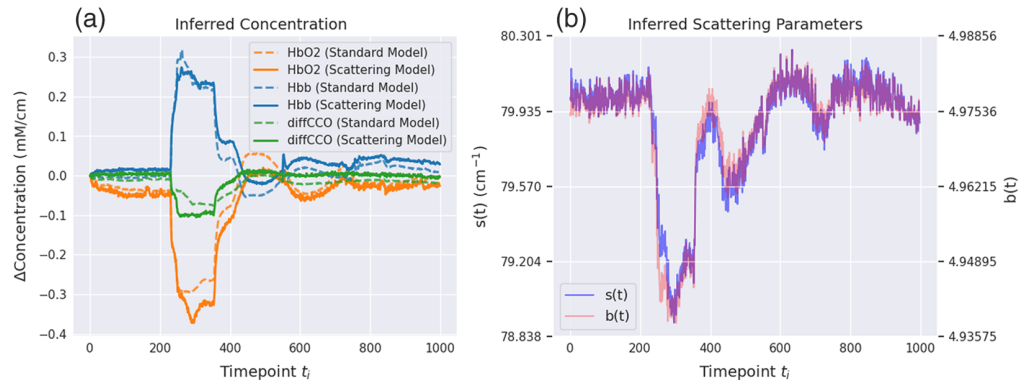 (a)
Inferred Concentration
ΔConcentration (mM/cm)
0.3
0.2
0.1
0.0
−0.1
−0.2
−0.3
−0.4
HbO2 (Standard Model)
HbO2 (Scattering Model)
Hbb (Standard Model)
Hbb (Scattering Model)
diffCCO (Standard Model)
diffCCO (Scattering Model)
0 200 400 600 800 1000
Timepoint tᵢ
(b)
Inferred Scattering Parameters
s(t) (cm⁻¹)
80.301
79.935
79.570
79.204
78.838
s(t)
b(t)
0 200 400 600 800 1000
Timepoint tᵢ
4.98856
4.97536
4.96215
4.94895
4.93575
b(t)